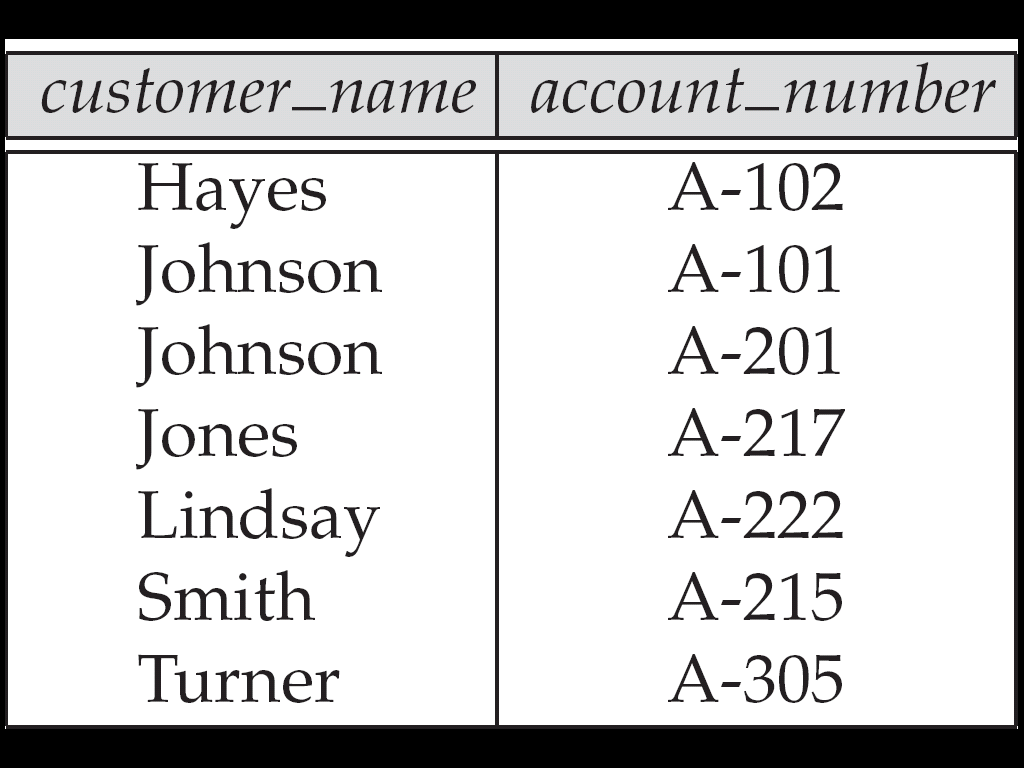 customer_name account_number
Hayes A-102
Johnson A-101
Johnson A-201
Jones A-217
Lindsay A-222
Smith A-215
Turner A-305